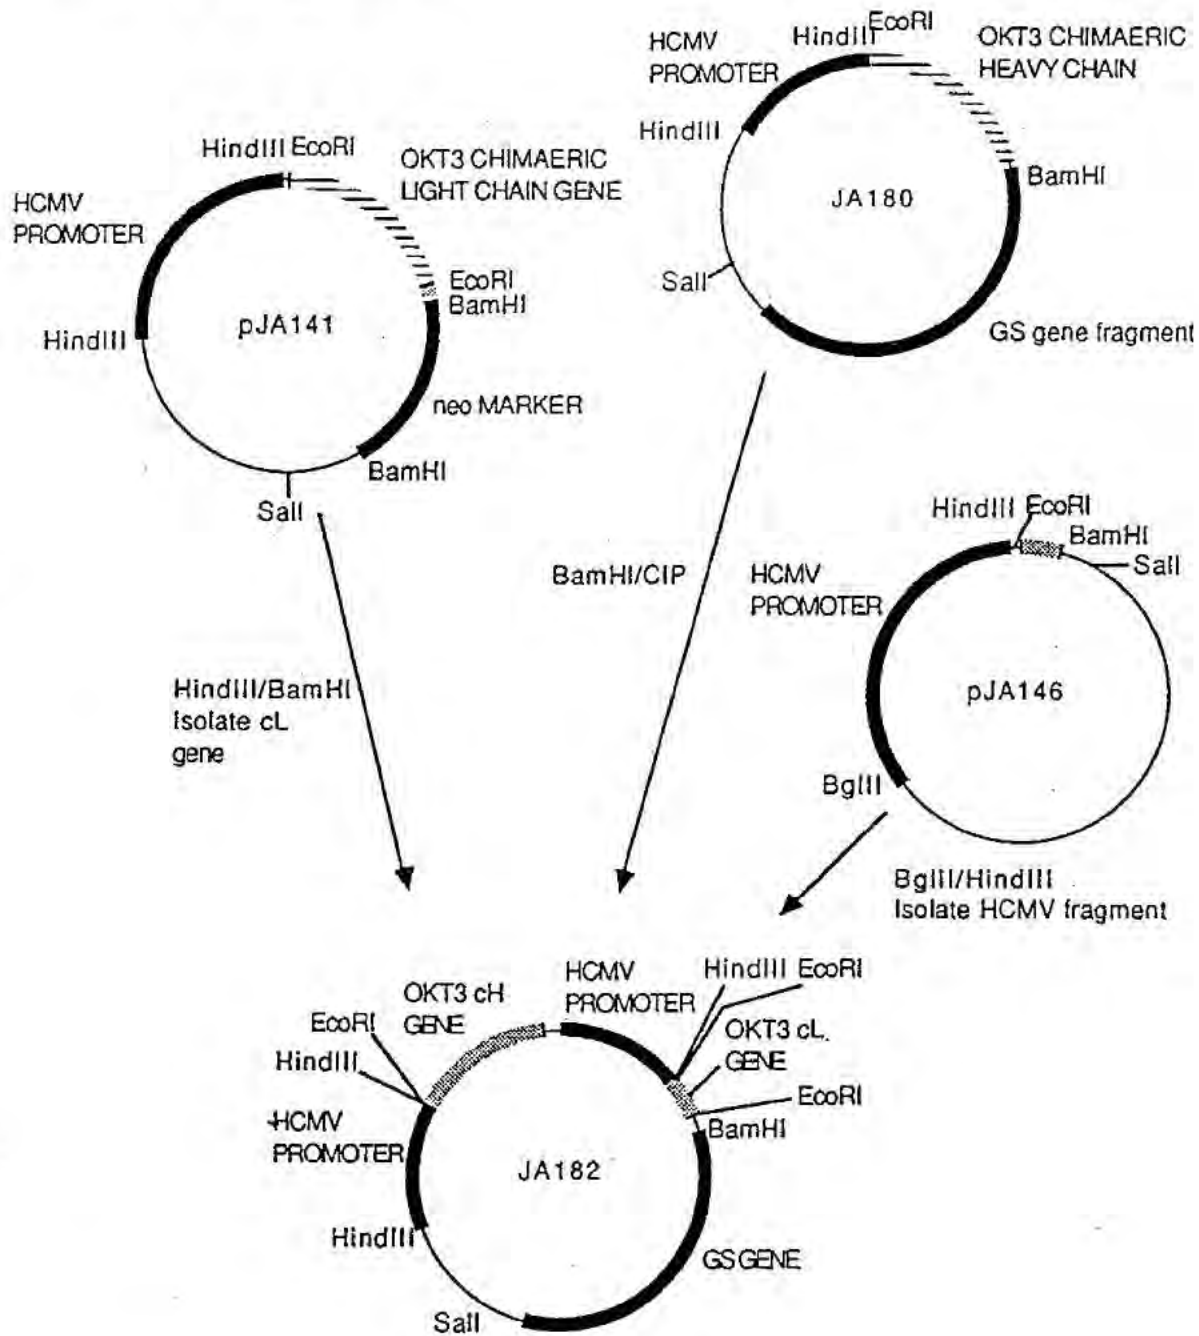 HindIII EcoRI
OKT3 CHIMAERIC
LIGHT CHAIN GENE
HCMV
PROMOTER
EcoRI
BamHI
pJA141
HindIII
neo MARKER
BamHI
SalI
HCMV
PROMOTER
HindIII EcoRI
OKT3 CHIMAERIC
HEAVY CHAIN
HindIII
BamHI
JA180
SalI
GS gene fragment
HindIII/BamHI
Isolate cL
gene
BamHI/CIP
HindIII EcoRI
BamHI
SalI
HCMV
PROMOTER
pJA146
BglII
BglII/HindIII
Isolate HCMV fragment
OKT3 cH
GENE
HCMV
PROMOTER
HindIII EcoRI
EcoRI
HindIII
OKT3 cL.
GENE
EcoRI
BamHI
HCMV
PROMOTER
JA182
HindIII
GS GENE
SalI